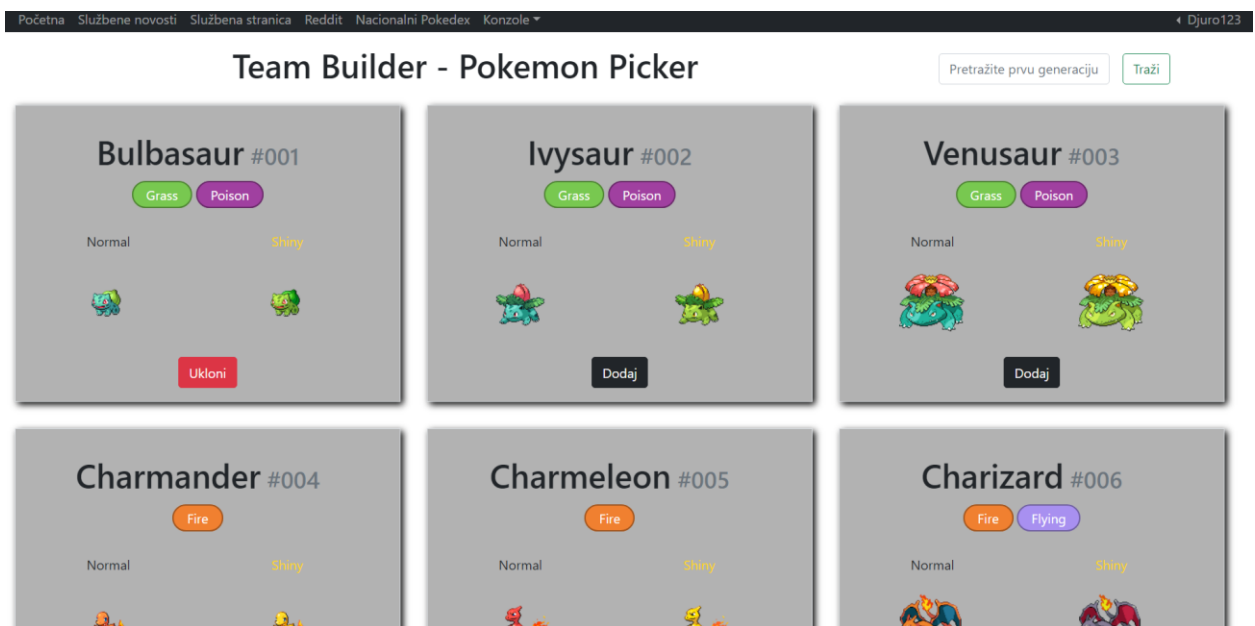 Početna Službene novosti Službena stranica Reddit Nacionalni Pokedex Konzole Djuro123
Team Builder - Pokemon Picker Pretražite prvu generaciju Traži
Bulbasaur #001 Ivysaur #002 Venusaur #003
Grass Poison Grass Poison Grass Poison
Normal Shiny Normal Shiny Normal Shiny
Ukloni Dodaj Dodaj
Charmander #004 Charmeleon #005 Charizard #006
Fire Fire Fire Flying
Normal Shiny Normal Shiny Normal Shiny